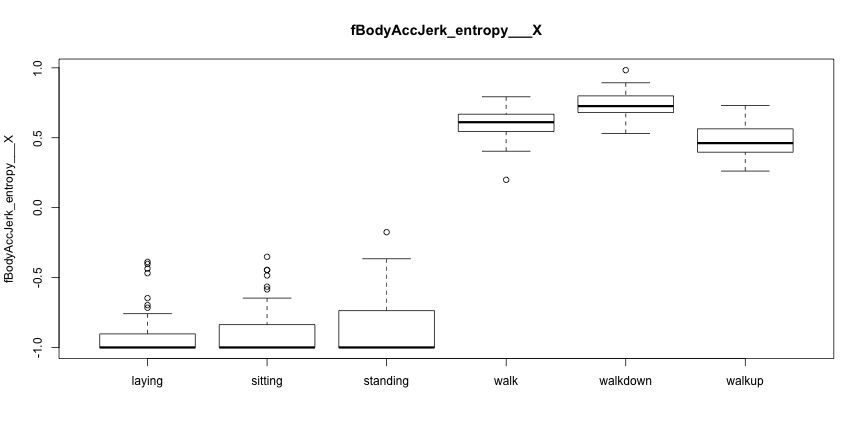 fBodyAccJerk_entropy___X
fBodyAccJerk_entropy___X
1.0
0.5
0.0
-0.5
-1.0
laying sitting standing walk walkdown walkup